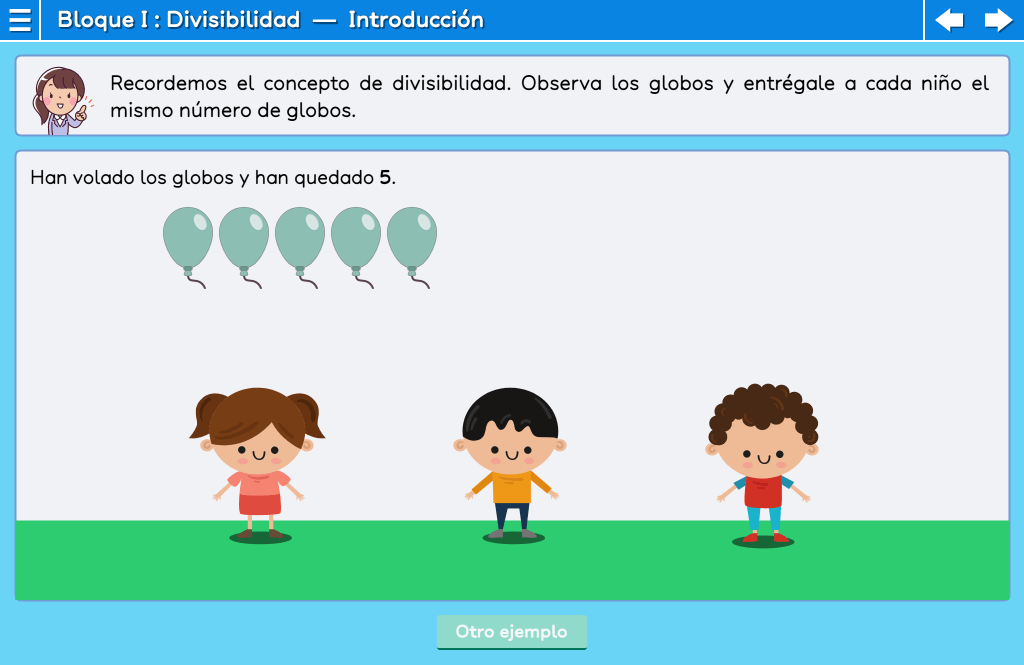 Bloque I : Divisibilidad — Introducción
Recordemos el concepto de divisibilidad. Observa los globos y entrégale a cada niño el
mismo número de globos.
Han volado los globos y han quedado 5.
Otro ejemplo